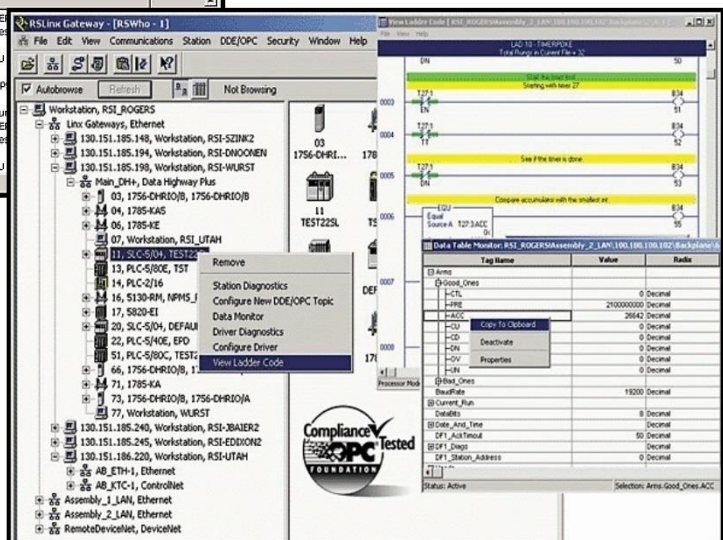 RSLinx Gateway - [RSWho - 1]
File Edit View Communications Station DDE/OPC Security Window Help
Autobrowse Refresh Not Browsing
Workstation, RSI_ROGERS
Linx Gateways, Ethernet
130.151.185.148, Workstation, RSI-SZINK2
130.151.185.194, Workstation, RSI-DNOONEN
130.151.185.198, Workstation, RSI-WURST
Main_DH+, Data Highway Plus
03, 1756-DHRIO/B, 1756-DHRIO/B
04, 1785-KA5
06, 1785-KE
07, Workstation, RSI_UTAH
11, SLC-5/04, TEST22
13, PLC-5/80E, TST
14, PLC-2/16
16, 5130-RM, NPMS_F
17, 5820-EI
20, SLC-5/04, DEFAU
22, PLC-5/40E, EPD
51, PLC-5/80C, TEST2
66, 1756-DHRIO/B, 1
71, 1785-KA
73, 1756-DHRIO/B, 1756-DHRIO/A
77, Workstation, WURST
130.151.185.240, Workstation, RSI-JBAIER2
130.151.185.245, Workstation, RSI-EDDIXON2
130.151.186.220, Workstation, RSI-UTAH
AB_ETH-1, Ethernet
AB_KTC-1, ControlNet
Assembly_1_LAN, Ethernet
Assembly_2_LAN, Ethernet
RemoteDeviceNet, DeviceNet
Remove
Station Diagnostics
Configure New DDE/OPC Topic
Data Monitor
Driver Diagnostics
Configure Driver
View Ladder Code
03
1756-DHRI...
11
TEST22SL
Compliance Tested
OPC
FOUNDATION
View Ladder Code
File View Help
LAD 10 - TIMERPOKE
Total Rungs in Current File = 32
DN 50
Start the timer test
Starting with timer 27
0003 T27:1 B34
EN 51
0004 T27:1 B34
TT 52
See if the timer is done
0005 T27:1 B34
DN 53
Compare accumulators with the smallest int.
0006 EQU B34
Equal 55
Source A T27:3.ACC
0007
0008
Processor Mode
Data Table Monitor: RSI_ROGERS\Assembly_2_LAN\100.100.100.102\Backplane\
Tag Name Value Radix
Arms
Good_Ones
CTL 0 Decimal
PRE 2100000000 Decimal
ACC 26642 Decimal
CU 0 Decimal
CD 0 Decimal
DN 0 Decimal
OV 0 Decimal
UN 0 Decimal
Copy To Clipboard
Deactivate
Properties
Bad_Ones
BaudRate 19200 Decimal
Current_Run
DataBits 8 Decimal
Date_And_Time
DF1_AckTimout 50 Decimal
DF1_Diags
DF1_Station_Address 0 Decimal
Status: Active Selection: Arms.Good_Ones.ACC